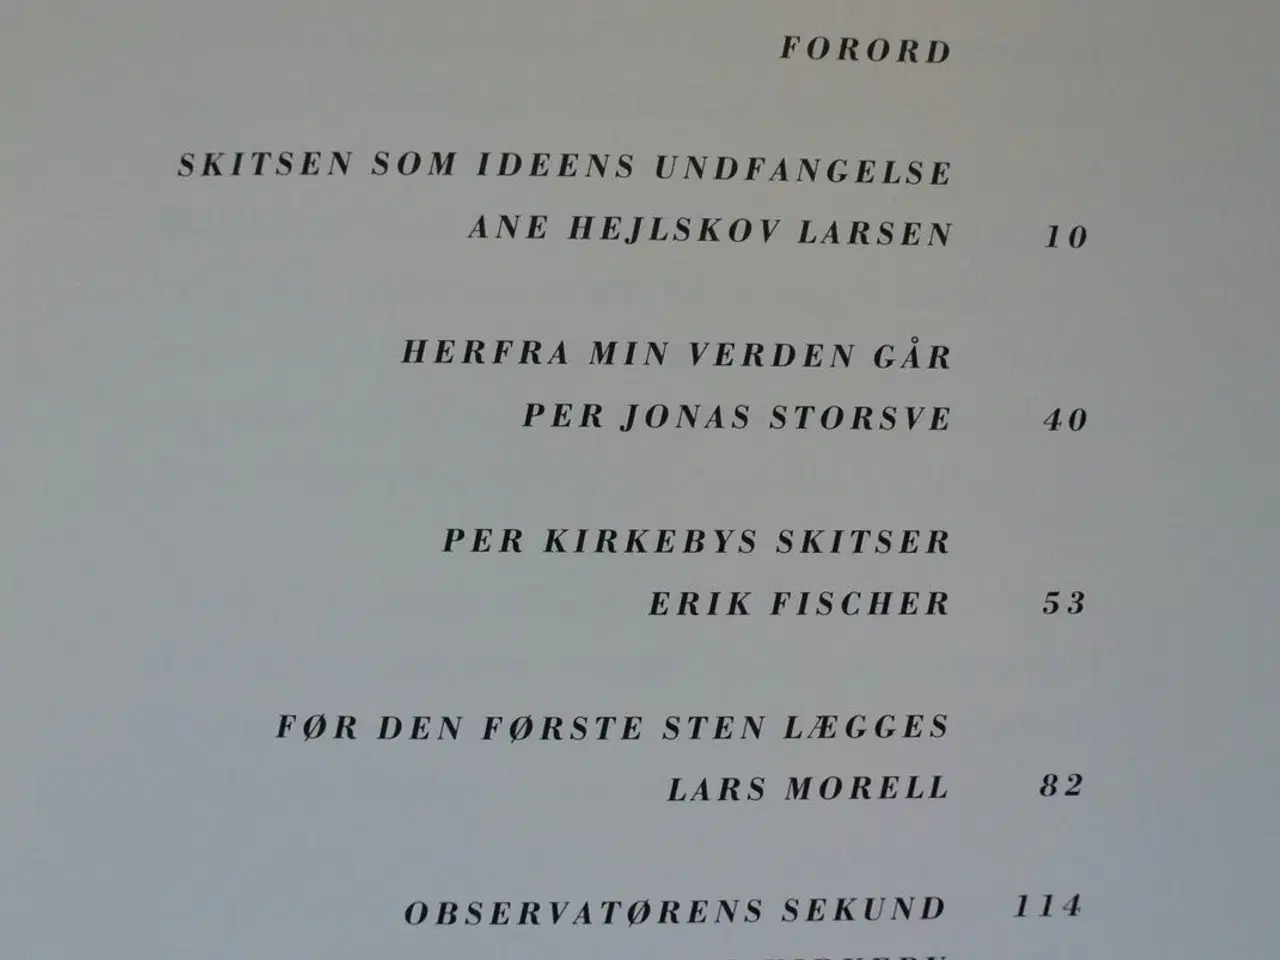 FORORD
SKITSEN SOM IDEENS UNDFANGELSE
ANE HEJLSKOV LARSEN 10
HERFRA MIN VERDEN GÅR
PER JONAS STORSVE 40
PER KIRKEBYS SKITSER
ERIK FISCHER 53
FØR DEN FØRSTE STEN LÆGGES
LARS MORELL 82
OBSERVATØRENS SEKUND 114